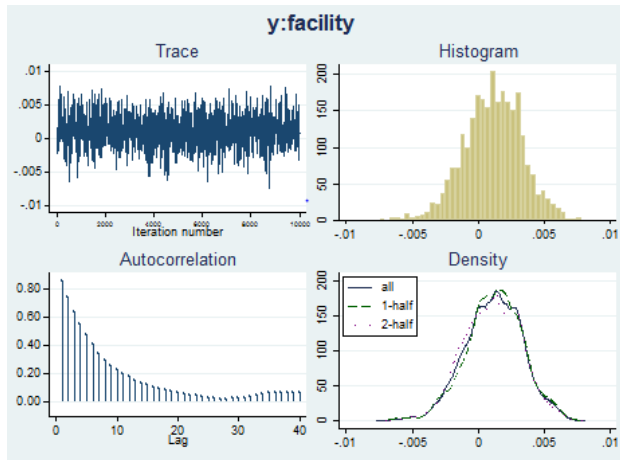 y:facility
Trace
.01
.005
0
-.005
-.01
0 2000 4000 6000 8000 10000
Iteration number
Histogram
200
150
100
50
0
-.01 -.005 0 .005 .01
Autocorrelation
0.80
0.60
0.40
0.20
0.00
0 10 20 30 40
Lag
Density
200
150
100
50
0
all
1-half
2-half
-.01 -.005 0 .005 .01